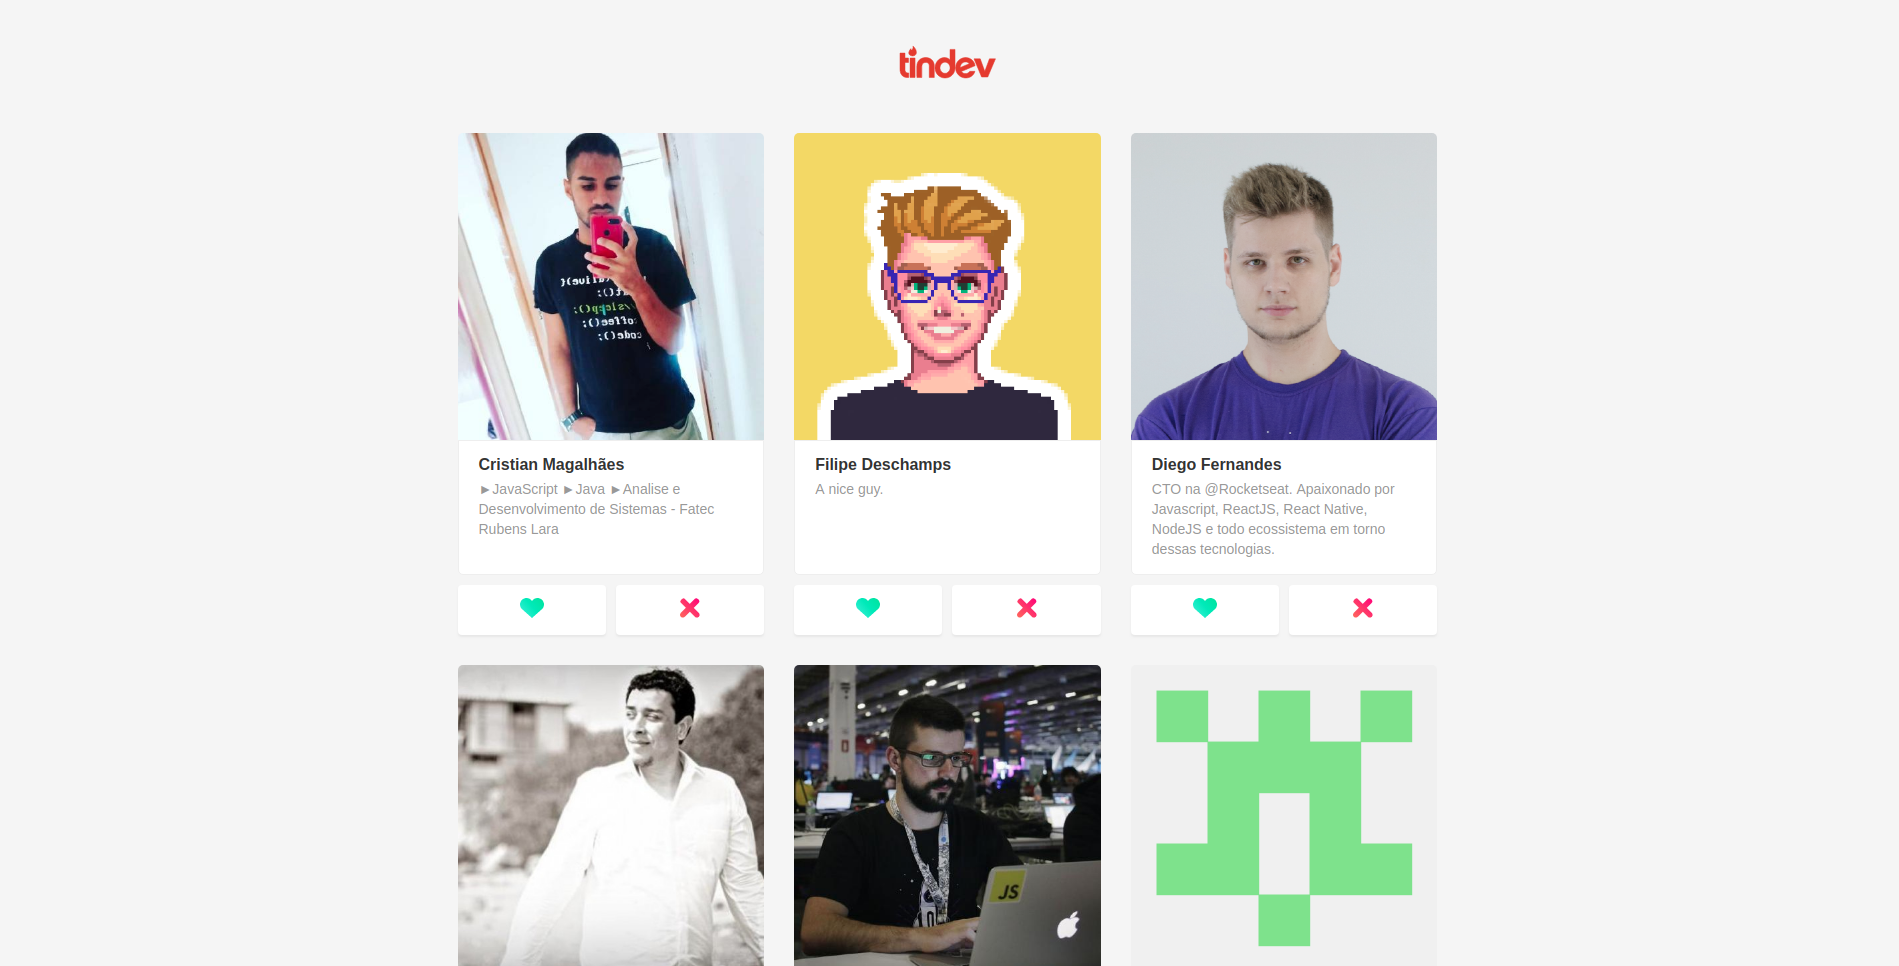 tindev
Cristian Magalhães
►JavaScript ►Java ►Analise e
Desenvolvimento de Sistemas - Fatec
Rubens Lara
Filipe Deschamps
A nice guy.
Diego Fernandes
CTO na @Rocketseat. Apaixonado por
Javascript, ReactJS, React Native,
NodeJS e todo ecossistema em torno
dessas tecnologias.
JS